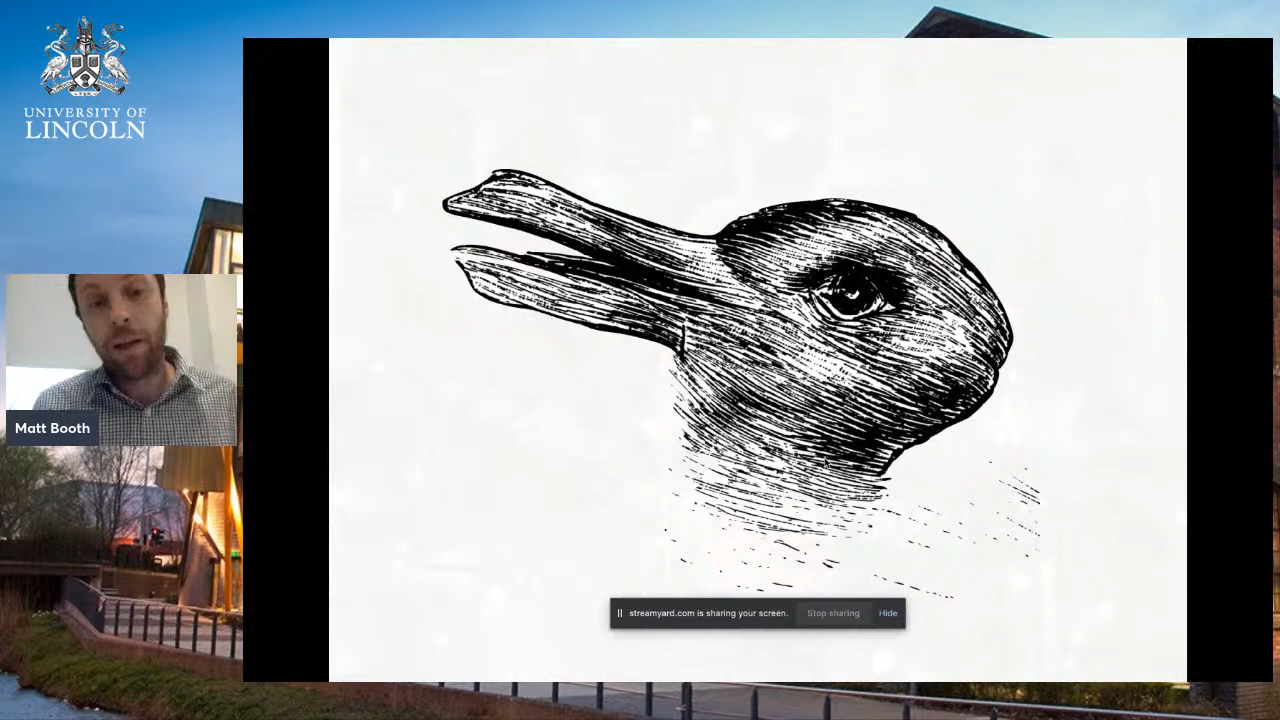 UNIVERSITY OF
LINCOLN
Matt Booth
streamyard.com is sharing your screen.
Stop sharing
Hide